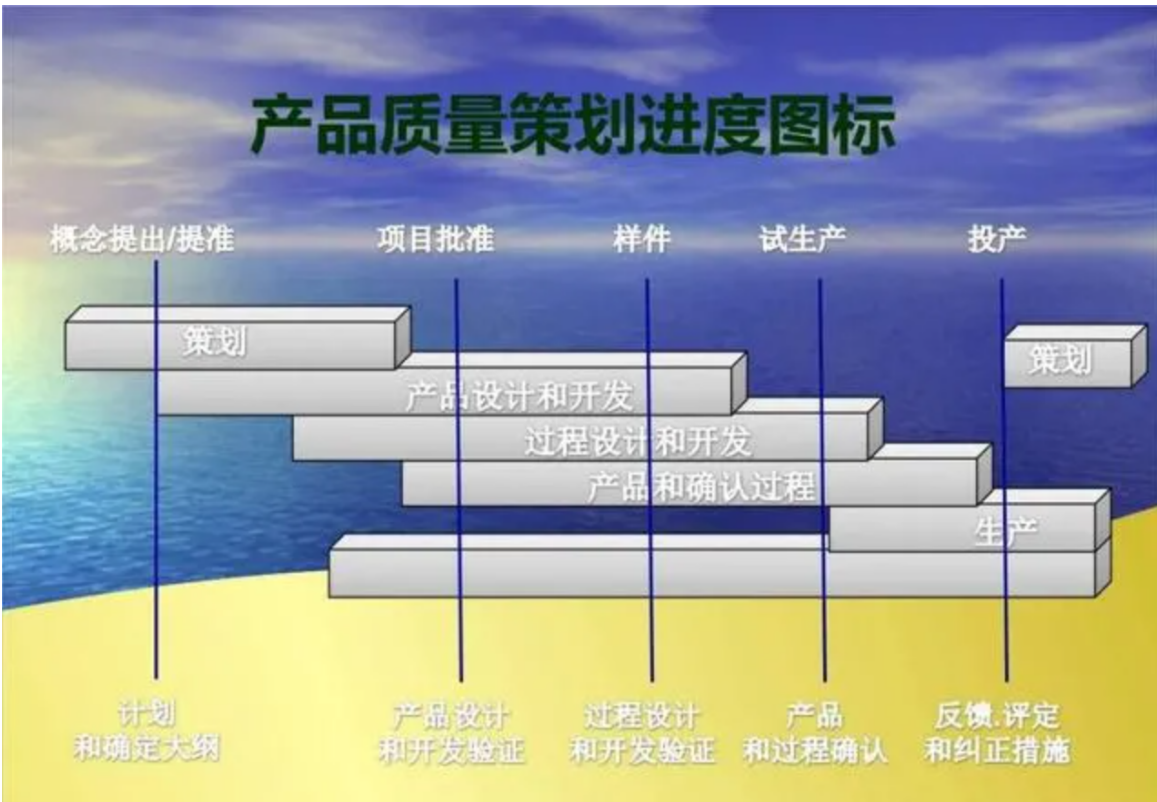 产品质量策划进度图标
概念提出/提准
项目批准
样件
试生产
投产
策划
策划
产品设计和开发
过程设计和开发
产品和确认过程
生产
计划
和确定大纲
产品设计
和开发验证
过程设计
和开发验证
产品
和过程确认
反馈.评定
和纠正措施